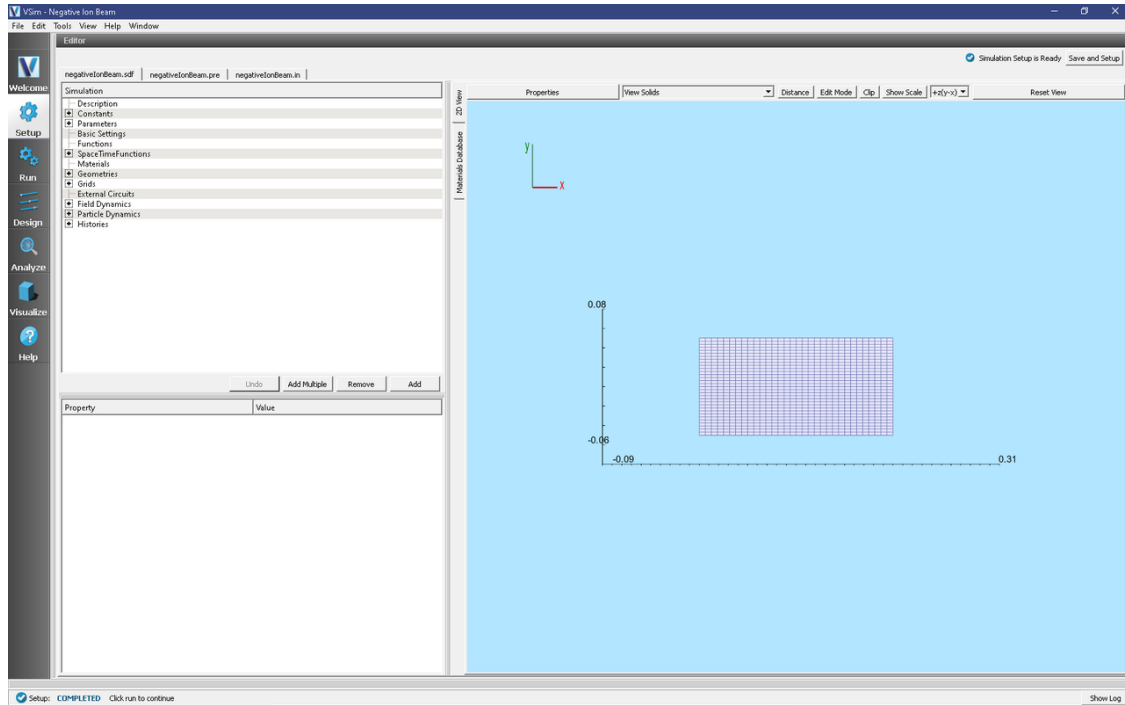 VSim - Negative Ion Beam
File Edit Tools View Help Window
Editor
Simulation Setup is Ready Save and Setup
negativeIonBeam.sdf negativeIonBeam.pre negativeIonBeam.in
Welcome
Setup
Run
Design
Analyze
Visualize
Help
Simulation
Description
Constants
Parameters
Basic Settings
Functions
SpaceTimeFunctions
Materials
Geometries
Grids
External Circuits
Field Dynamics
Particle Dynamics
Histories
Undo Add Multiple Remove Add
Property Value
2D View
Materials Database
Properties View Solids Distance Edit Mode Clip Show Scale +z(y-x) Reset View
y
x
0.08
-0.06
-0.09 0.31
Setup: COMPLETED Click run to continue Show Log